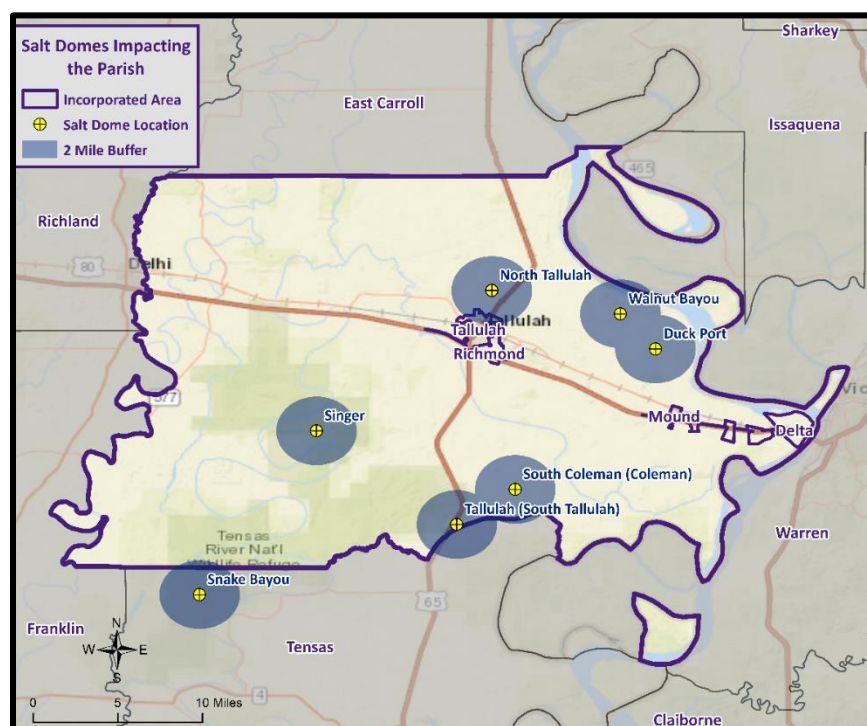 Salt Domes Impacting
the Parish
Incorporated Area
Salt Dome Location
2 Mile Buffer
Sharkey
East Carroll
Issaquena
465
Richland
80
Delhi
North Tallulah
Walnut Bayou
Tallulah
Duck Port
Richmond
577
Singer
Mound
Delta
South Coleman (Coleman)
Tallulah (South Tallulah)
Warren
Tensas
River Nat'l
Wildlife Refuge
Snake Bayou
65
Franklin
N
W E
S
Tensas
4
0 5 10 Miles
Claiborne